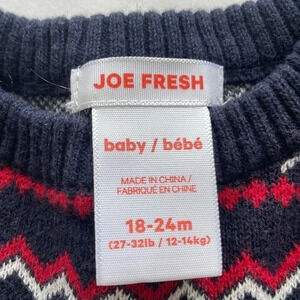 JOE FRESH
baby / bébé
MADE IN CHINA /
FABRIQUÉ EN CHINE
18-24m
(27-32lb / 12-14kg)